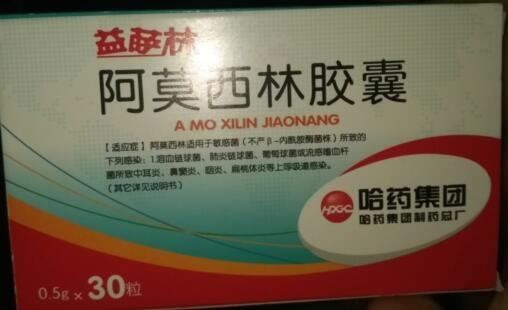 益萨林
阿莫西林胶囊
A MO XILIN JIAONANG
【适应症】阿莫西林适用于敏感菌（不产β-内酰胺酶菌株）所致的
下列感染：1.溶血链球菌、肺炎链球菌、葡萄球菌或流感嗜血杆
菌所致中耳炎、鼻窦炎、咽炎、扁桃体炎等上呼吸道感染。
（其它详见说明书）
HPGC
哈药集团
哈药集团制药总厂
0.5g×30粒